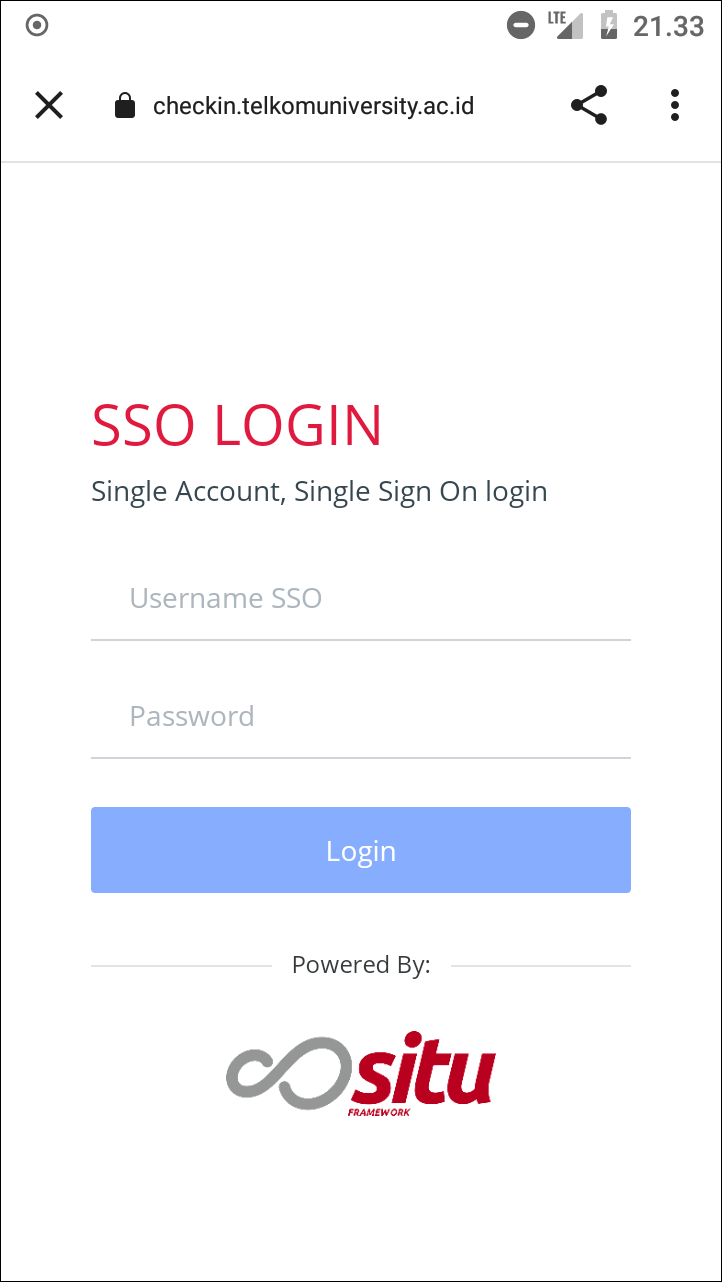 LTE 21.33
checkin.telkomuniversity.ac.id
SSO LOGIN
Single Account, Single Sign On login
Username SSO
Password
Login
Powered By:
situ
FRAMEWORK